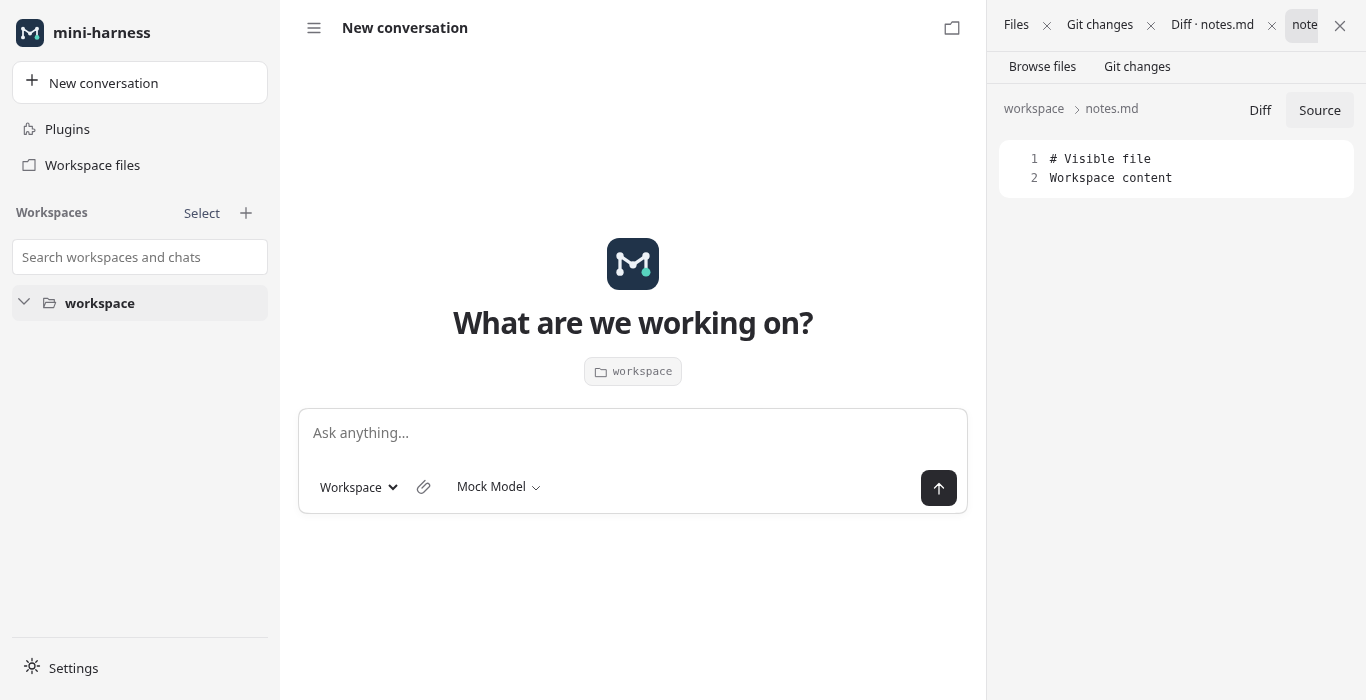 mini-harness
New conversation
Plugins
Workspace files
Workspaces Select
Search workspaces and chats
workspace
Settings
New conversation
What are we working on?
workspace
Ask anything...
Workspace Mock Model
Files Git changes Diff · notes.md note
Browse files Git changes
workspace notes.md Diff Source
1 # Visible file
2 Workspace content